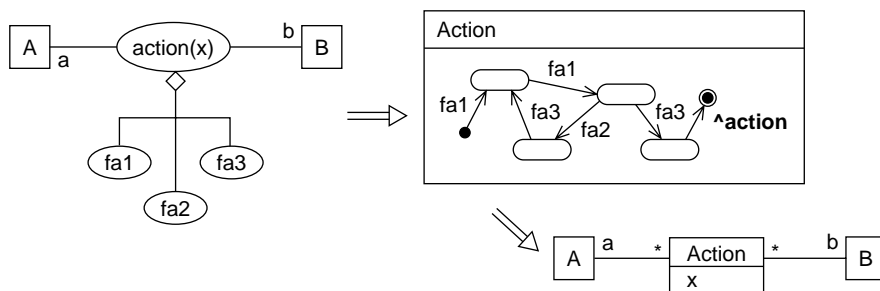 A
a
action(x)
b
B
fa1
fa2
fa3
Action
fa1
fa1
fa3
fa2
fa3
^action
A
a
*
Action
x
*
b
B